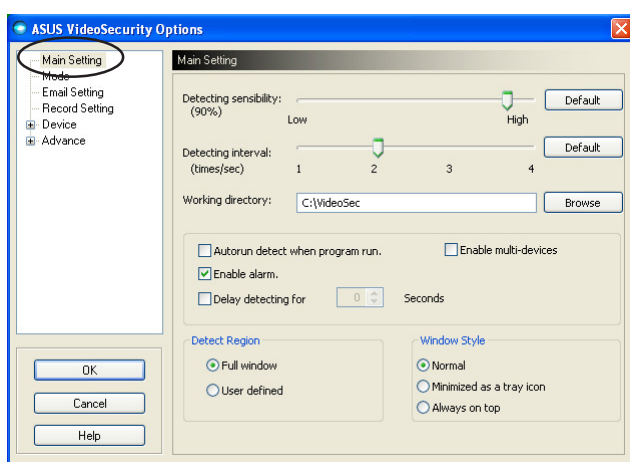 ASUS VideoSecurity Options
Main Setting
Mode
Email Setting
Record Setting
Device
Advance
OK
Cancel
Help
Main Setting
Detecting sensibility:
(90%)
Low
High
Default
Detecting interval:
(times/sec)
1 2 3 4
Default
Working directory:
C:\VideoSec
Browse
Autorun detect when program run.
Enable multi-devices
Enable alarm.
Delay detecting for 0 Seconds
Detect Region
Full window
User defined
Window Style
Normal
Minimized as a tray icon
Always on top